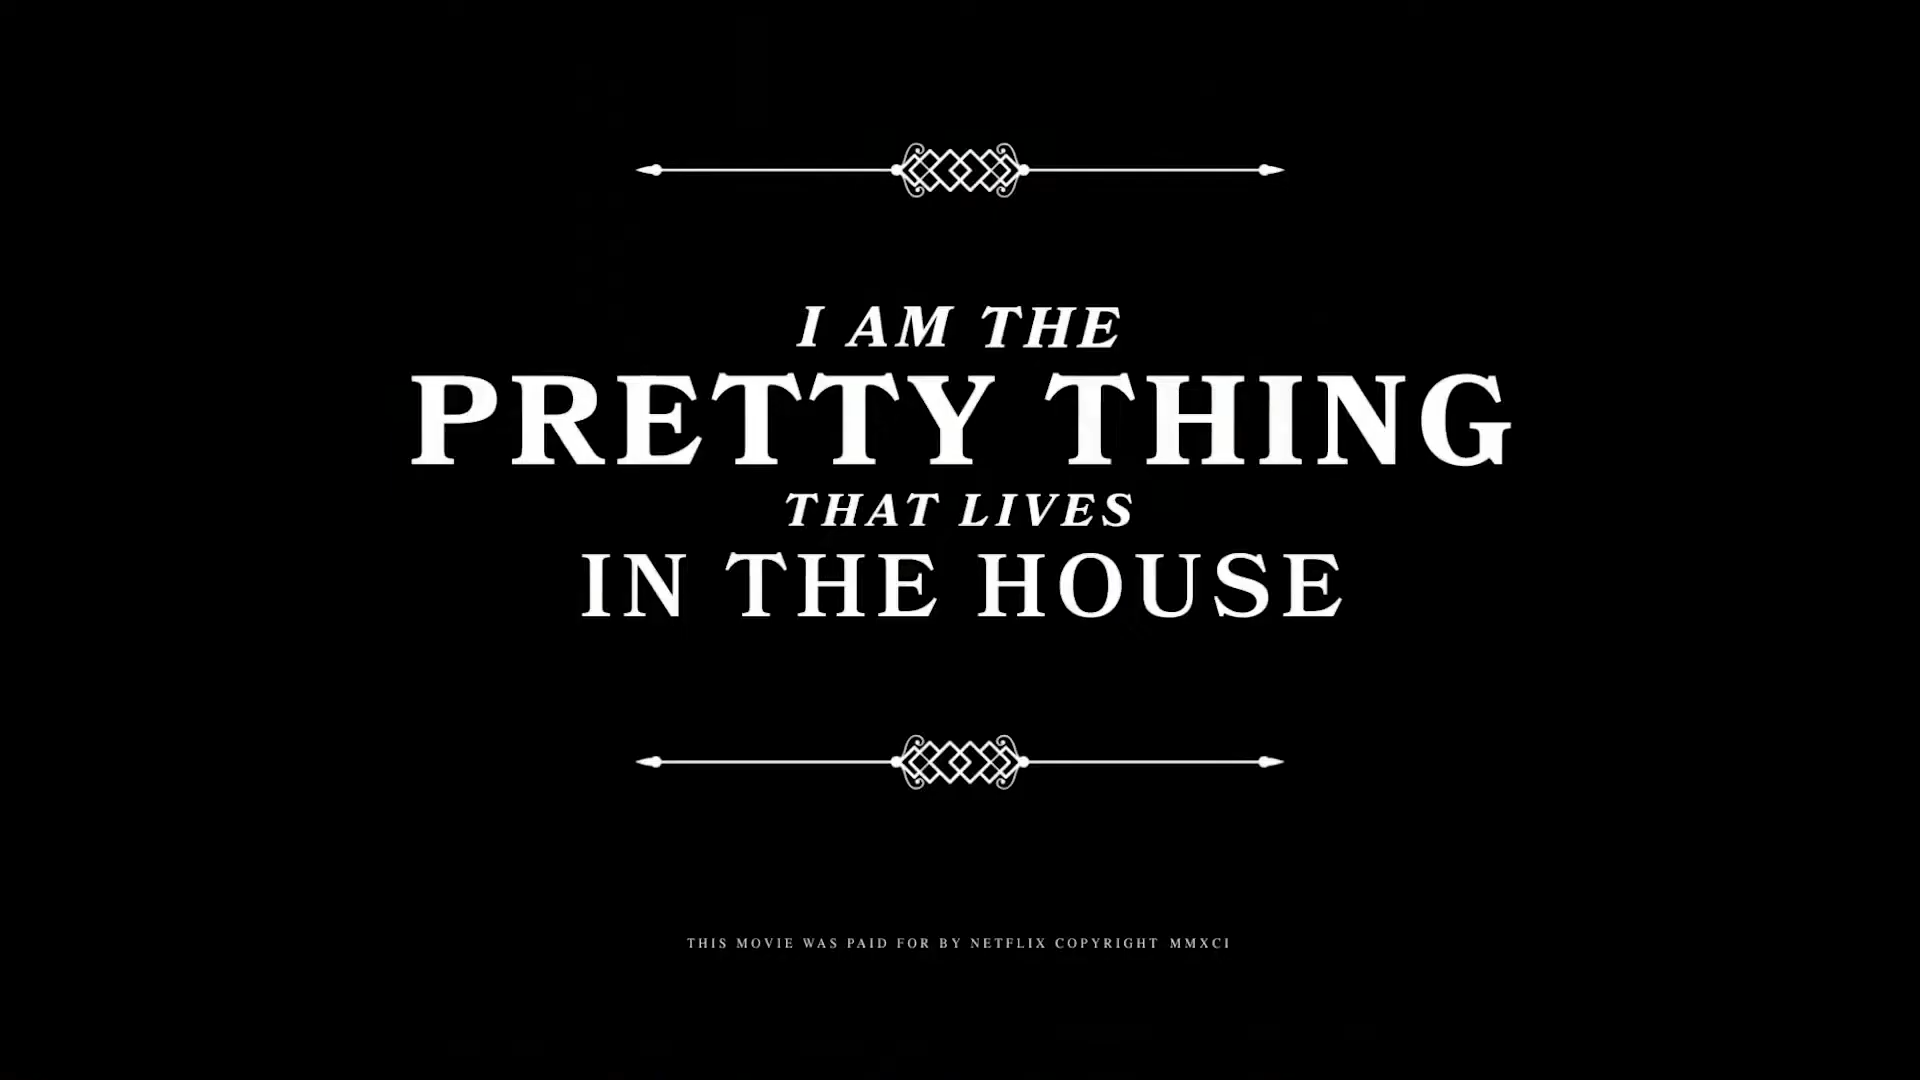 I AM THE
PRETTY THING
THAT LIVES
IN THE HOUSE
THIS MOVIE WAS PAID FOR BY NETFLIX COPYRIGHT MMXCI